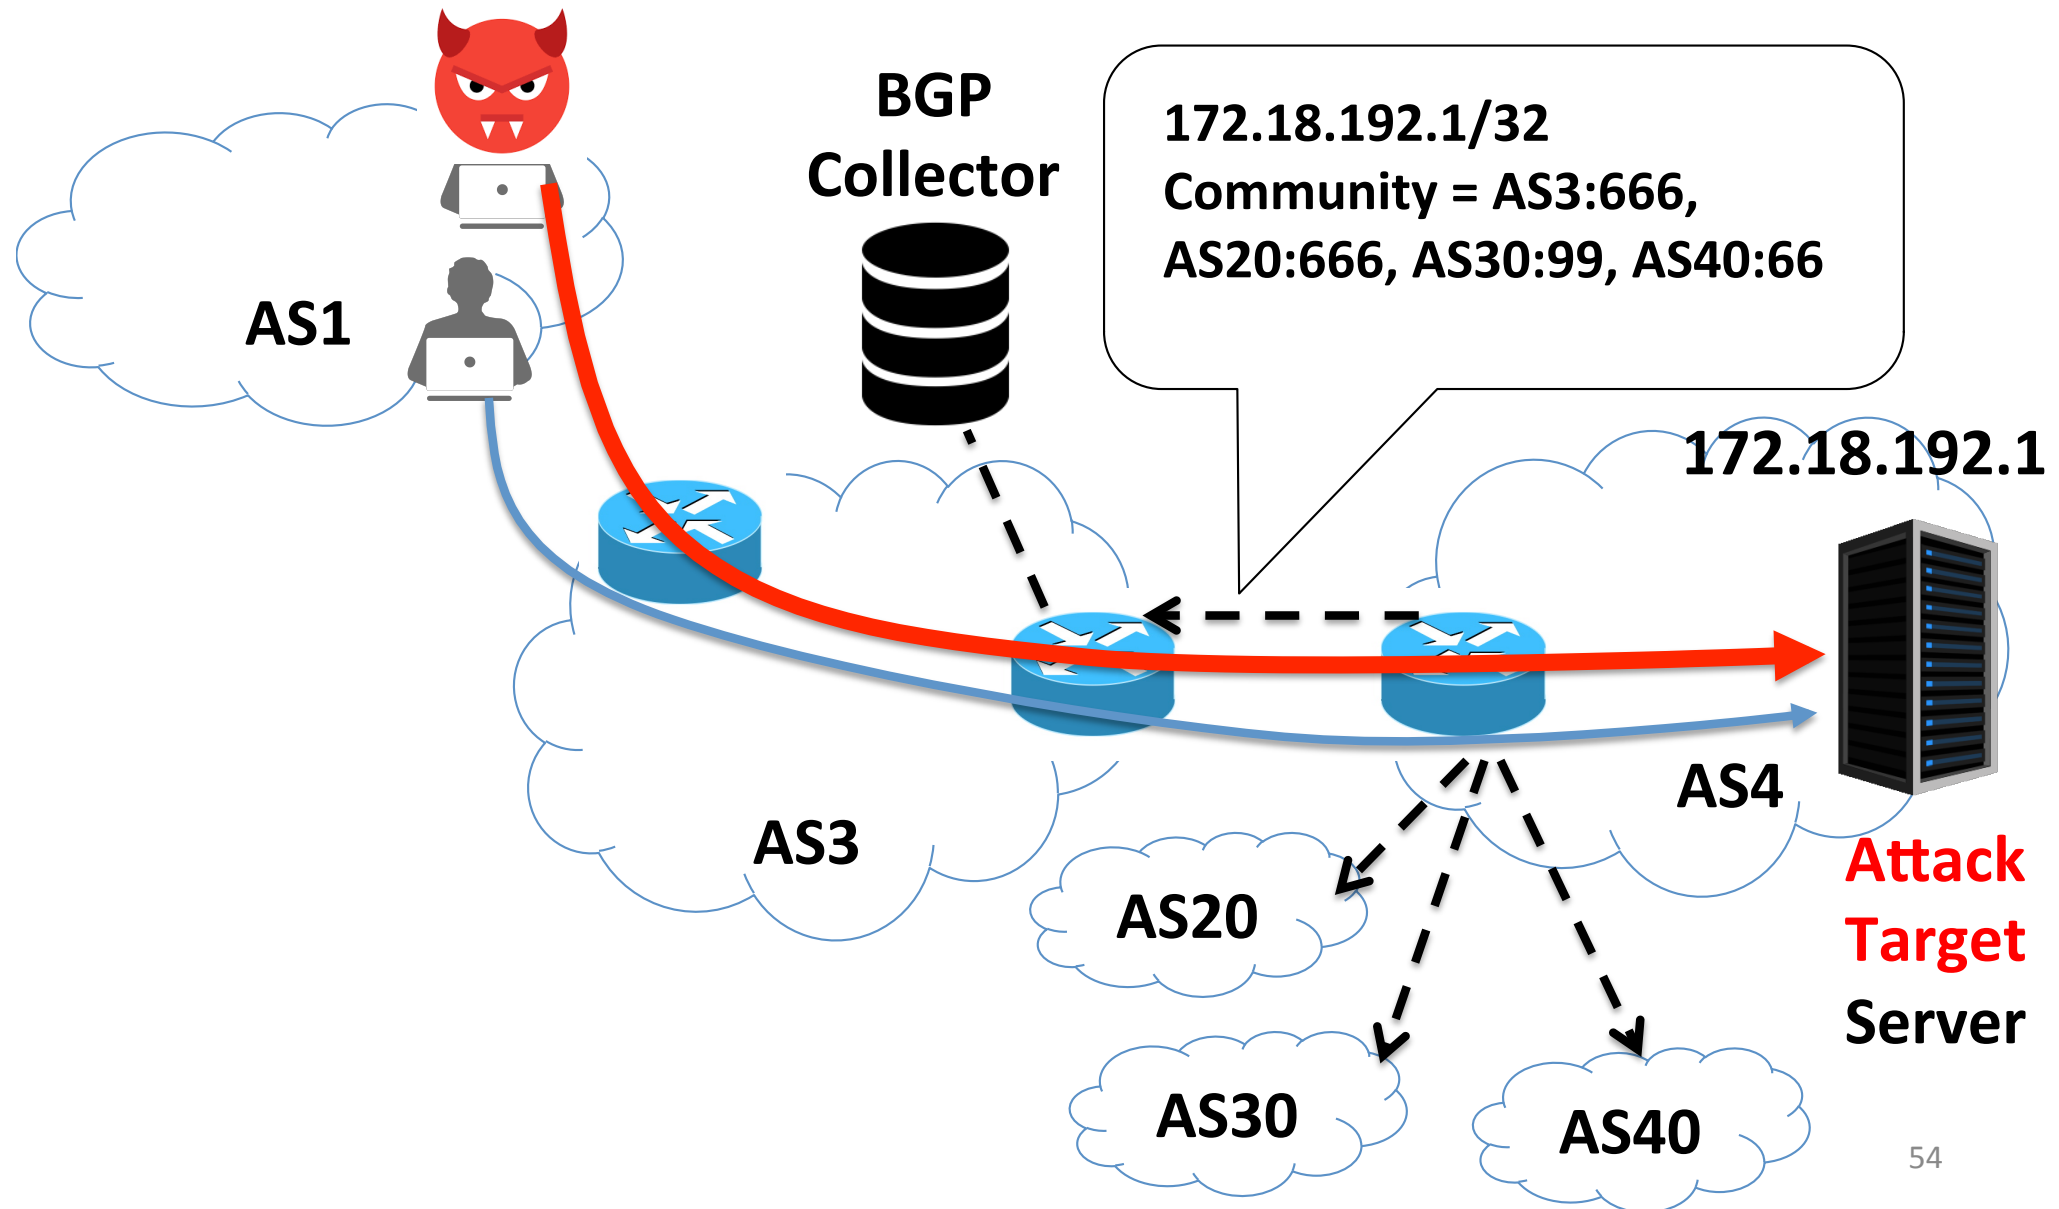 BGP
Collector
172.18.192.1/32
Community = AS3:666,
AS20:666, AS30:99, AS40:66
AS1
172.18.192.1
AS4
AS3
Attack
Target
Server
AS20
AS30
AS40
54